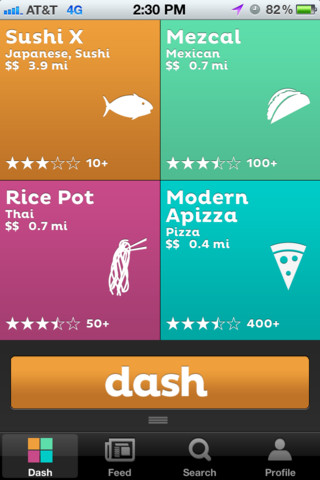 AT&T 4G 2:30 PM 82%
Sushi X
Japanese, Sushi
$$ 3.9 mi
10+
Mezcal
Mexican
$$ 0.7 mi
100+
Rice Pot
Thai
$$ 0.7 mi
50+
Modern
Apizza
Pizza
$$ 0.4 mi
400+
dash
Dash Feed Search Profile